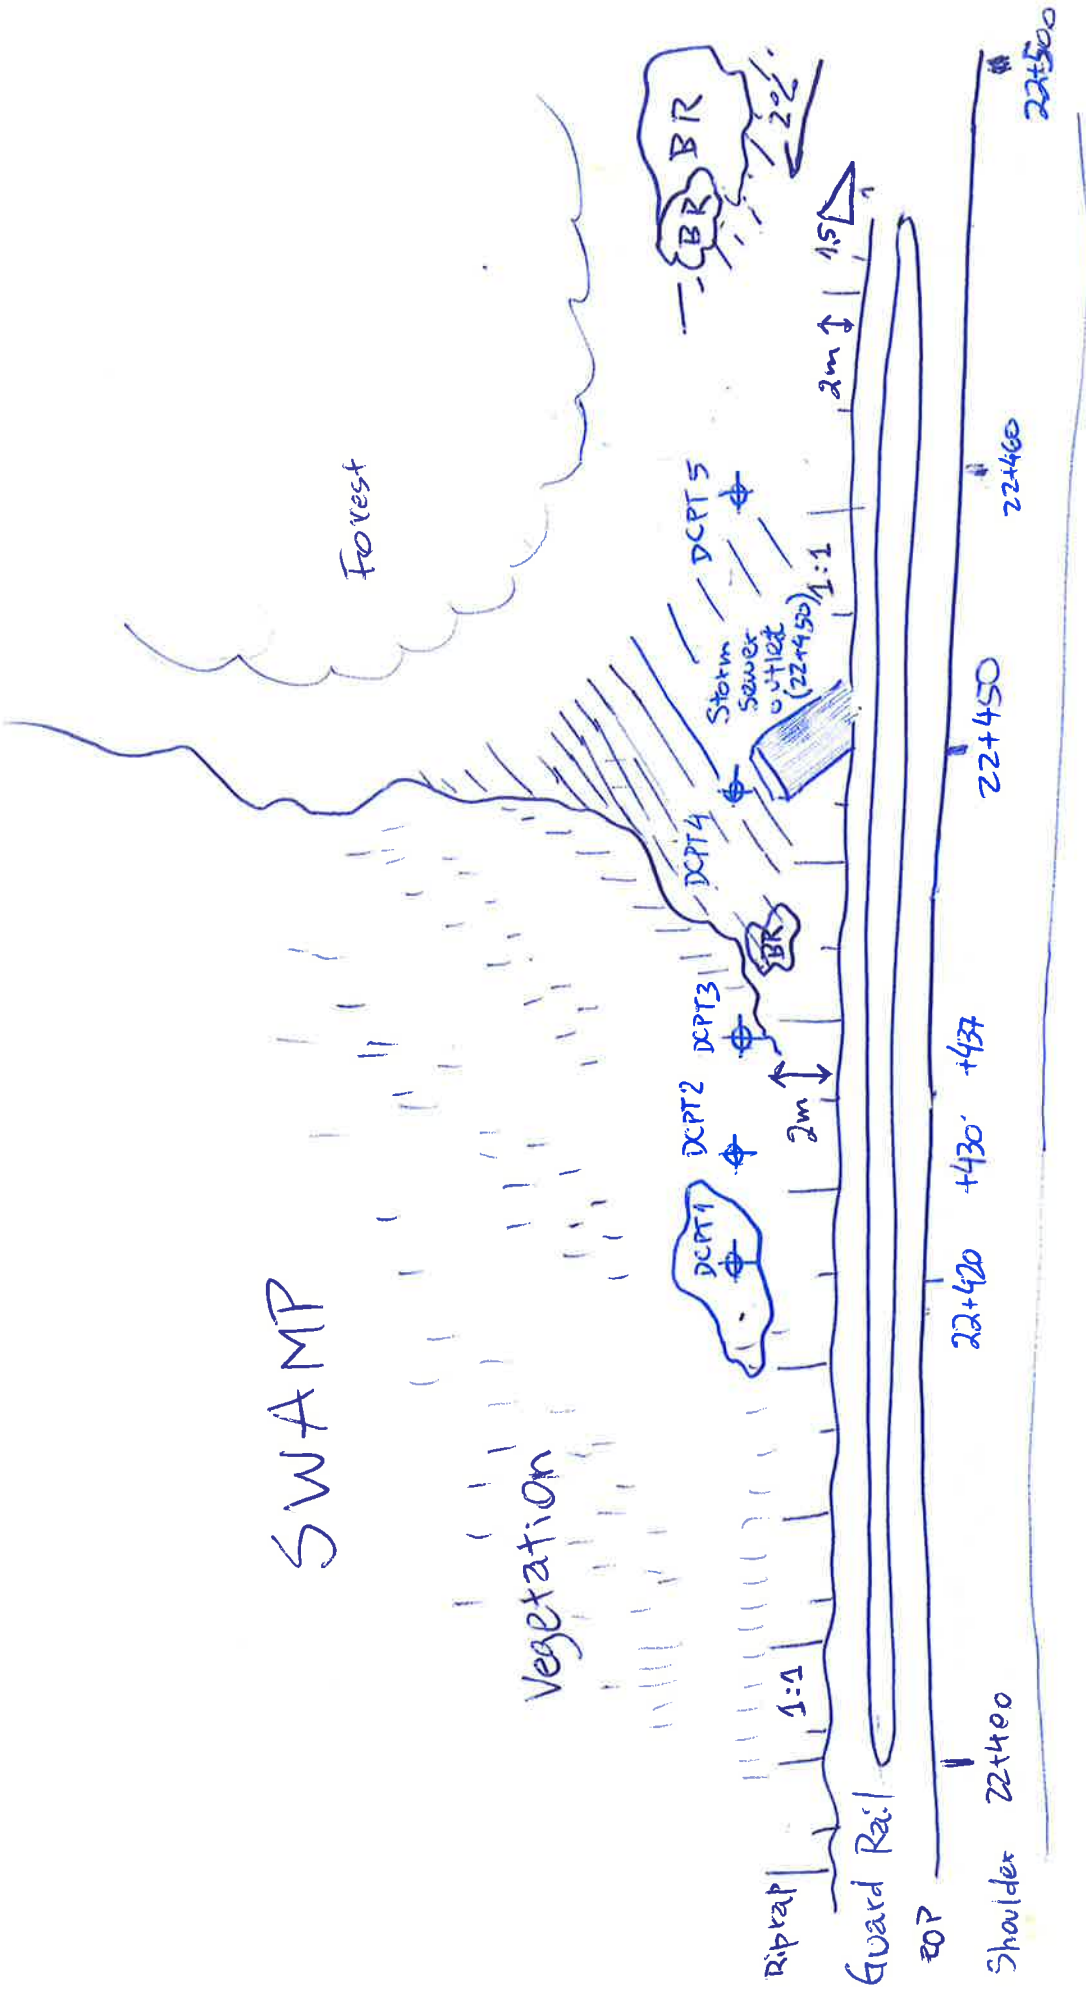 Forest
SWAMP
Vegetation
BR
BR
2%
1.5
1
2m
DCPT 5
1:1
Storm
Sewer
outlet
(22+450)
DCPT4
BR
DCPT3
DCPT2
2m
DCPT1
1:1
Riprap
Guard Rail
EOP
Shoulder
22+400
22+420
+430
+437
22+450
22+460
22+500